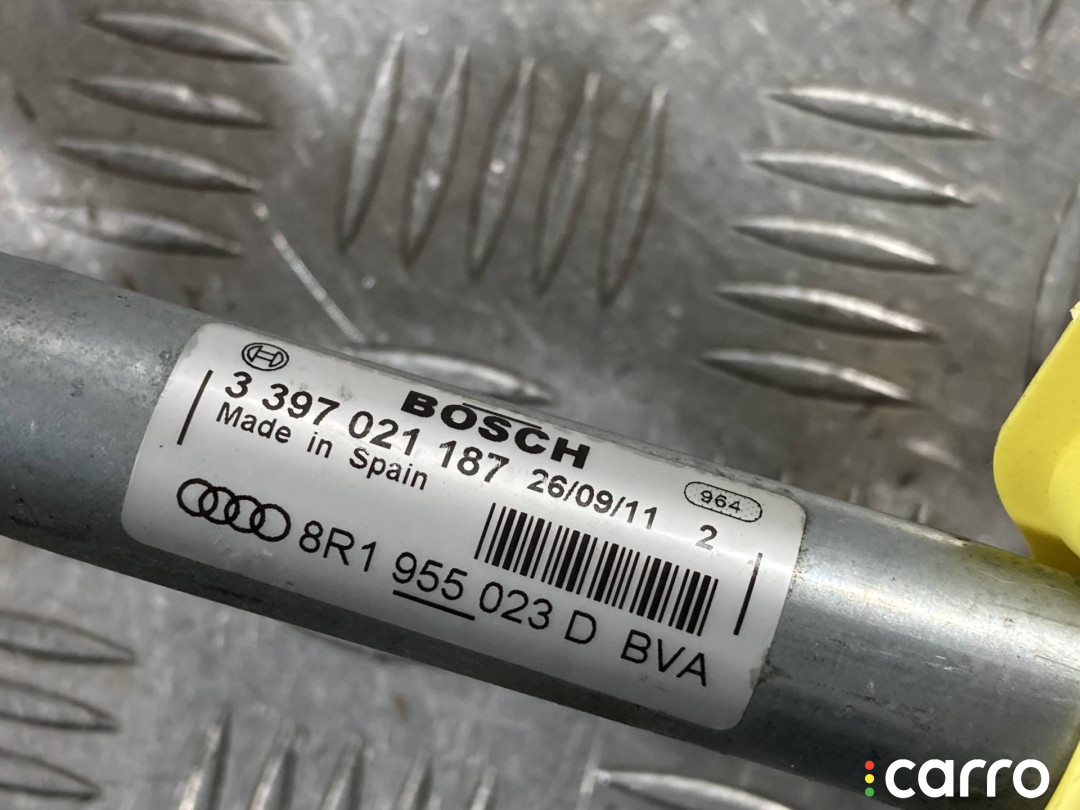 BOSCH
3 397 021 187 26/09/11 964
Made in Spain 2
8R1 955 023 D BVA
carro